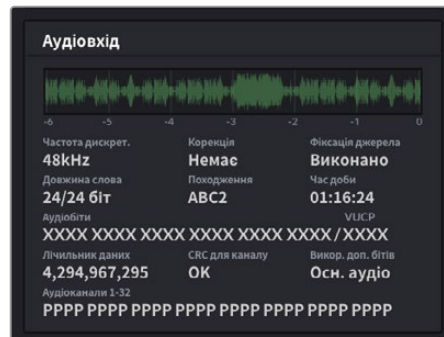 Аудіовхід
-6 -5 -4 -3 -2 -1 0
Частота дискрет. Корекція Фіксація джерела
48kHz Немає Виконано
Довжина слова Походження Час доби
24/24 біт ABC2 01:16:24
Аудіобіти VUCP
XXXX XXXX XXXX XXXX XXXX XXXX/XXXX
Лічильник даних CRC для каналу Викор. доп. бітів
4,294,967,295 OK Осн. аудіо
Аудіоканали 1-32
PPPP PPPP PPPP PPPP PPPP PPPP PPPP PPPP